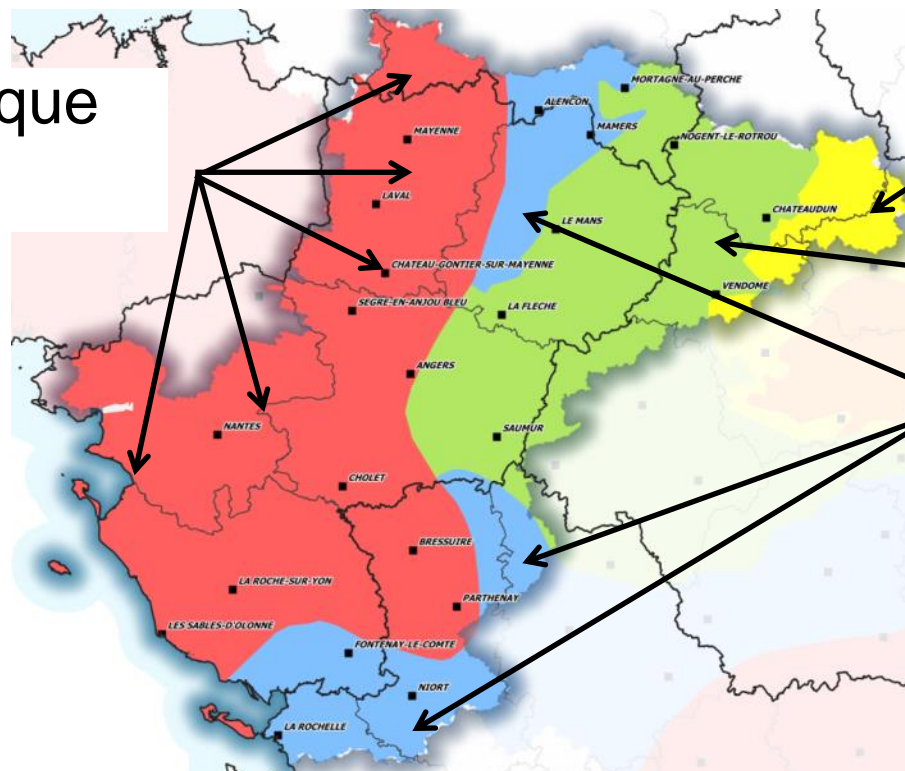 que
MORTAGNE-AU-PERCHE
ALENCON
MAMERS
MAYENNE
NOGENT-LE-ROTROU
LAVAL
CHATEAUDUN
LE MANS
CHATEAU-GONTIER-SUR-MAYENNE
VENDOME
SEGRE-EN-ANJOU BLEU
LA FLECHE
ANGERS
NANTES
SAUMUR
CHOLET
BRESSUIRE
LA ROCHE-SUR-YON
PARTHENAY
LES SABLES-D'OLONNE
FONTENAY-LE-COMTE
NIORT
LA ROCHELLE